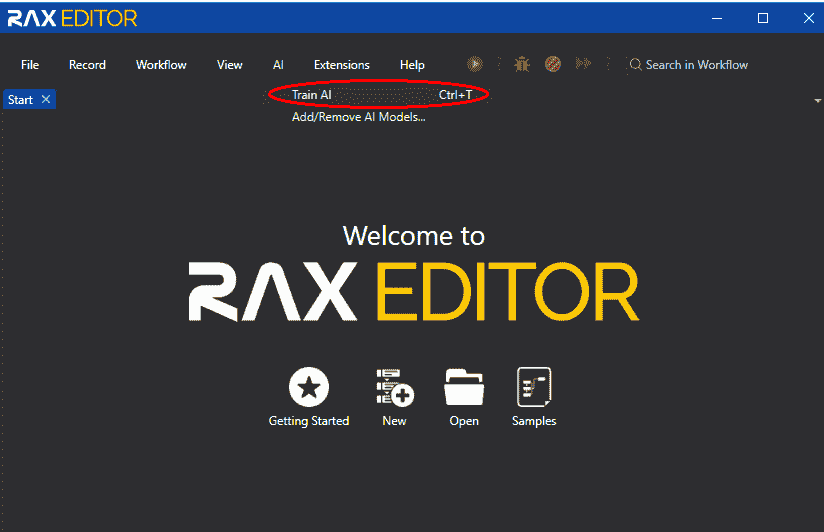 RAX EDITOR
File Record Workflow View AI Extensions Help Search in Workflow
Train AI Ctrl+T
Start
Add/Remove AI Models...
Welcome to
RAX EDITOR
Getting Started New Open Samples